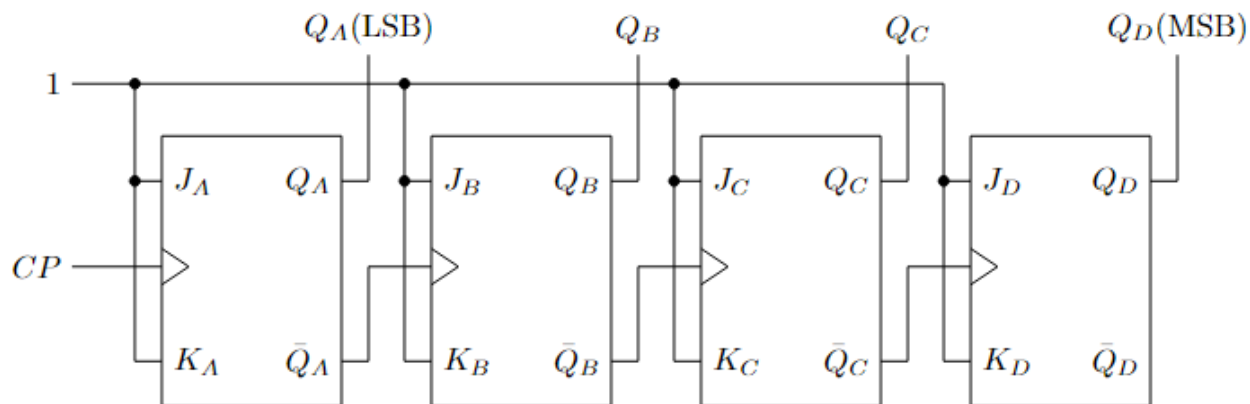 Q_A(LSB) Q_B Q_C Q_D(MSB)
1
J_A Q_A J_B Q_B J_C Q_C J_D Q_D
CP
K_A Q̄_A K_B Q̄_B K_C Q̄_C K_D Q̄_D